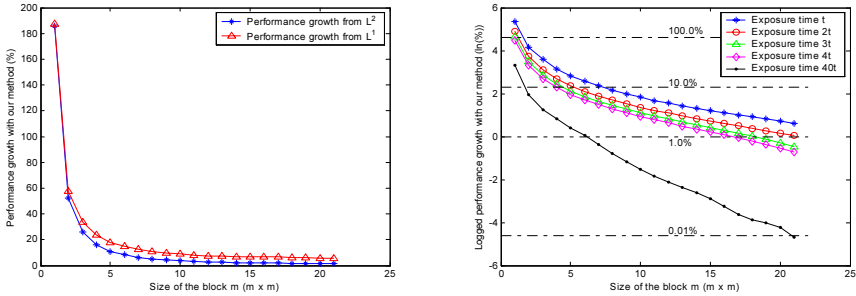 Performance growth with our method (%)
200
180
160
140
120
100
80
60
40
20
0
0 5 10 15 20 25
Size of the block m (m x m)
Performance growth from L²
Performance growth from L¹
Logged performance growth with our method (ln(%))
6
4
2
0
-2
-4
-6
0 5 10 15 20 25
Size of the block m (m x m)
100.0%
10.0%
1.0%
0.01%
Exposure time t
Exposure time 2t
Exposure time 3t
Exposure time 4t
Exposure time 40t